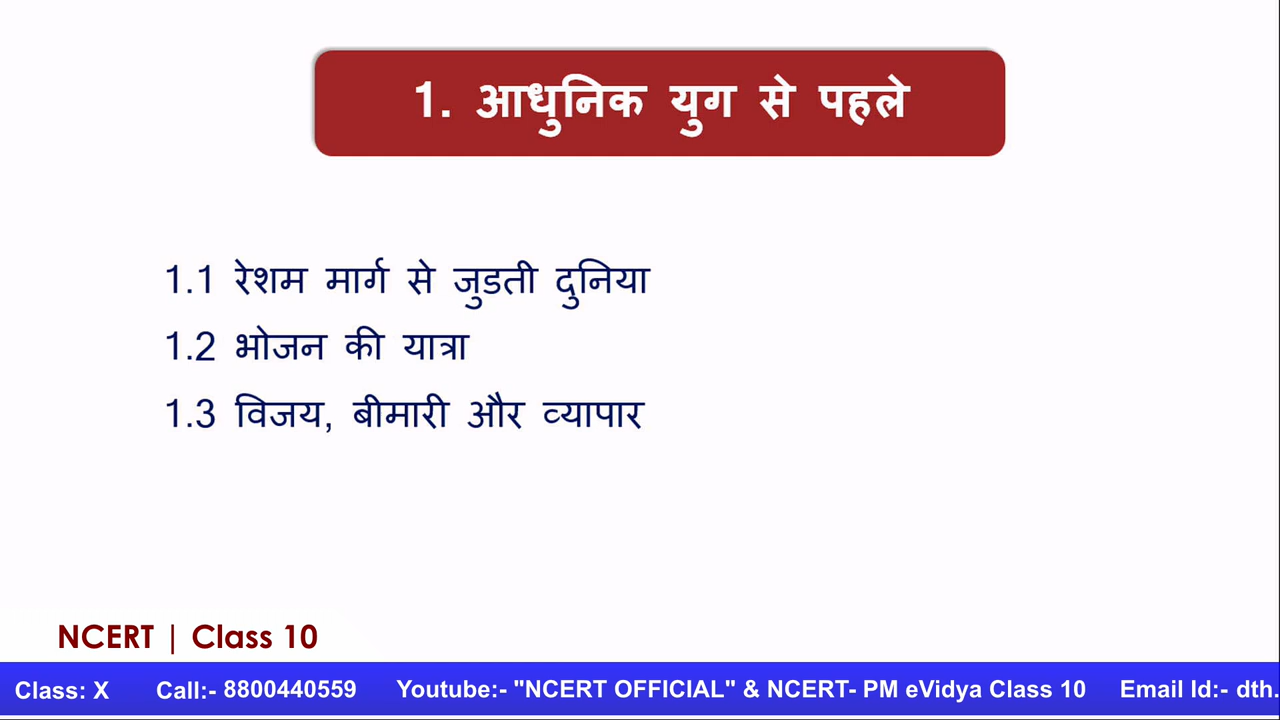 1. आधुनिक युग से पहले
1.1 रेशम मार्ग से जुडती दुनिया
1.2 भोजन की यात्रा
1.3 विजय, बीमारी और व्यापार
NCERT | Class 10
Class: X Call:- 8800440559 Youtube:- "NCERT OFFICIAL" & NCERT- PM eVidya Class 10 Email Id:- dth.